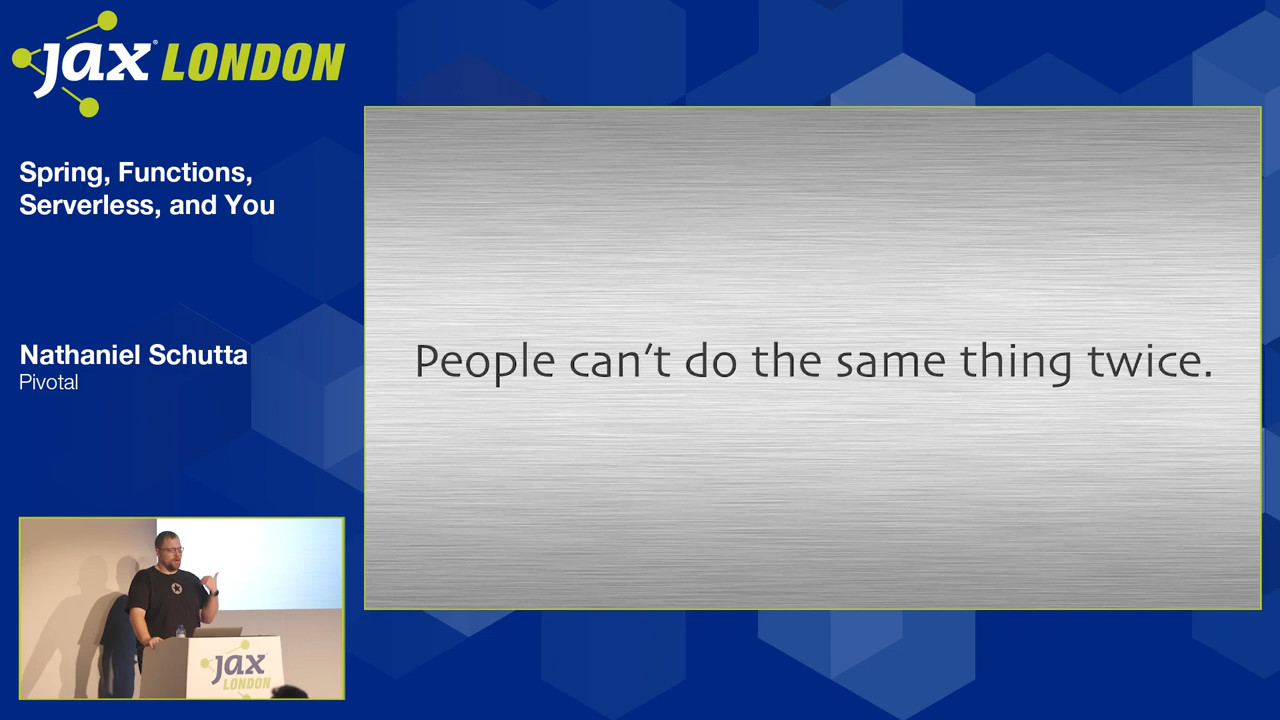 jax® LONDON
Spring, Functions,
Serverless, and You
Nathaniel Schutta
Pivotal
People can't do the same thing twice.
jax
LONDON